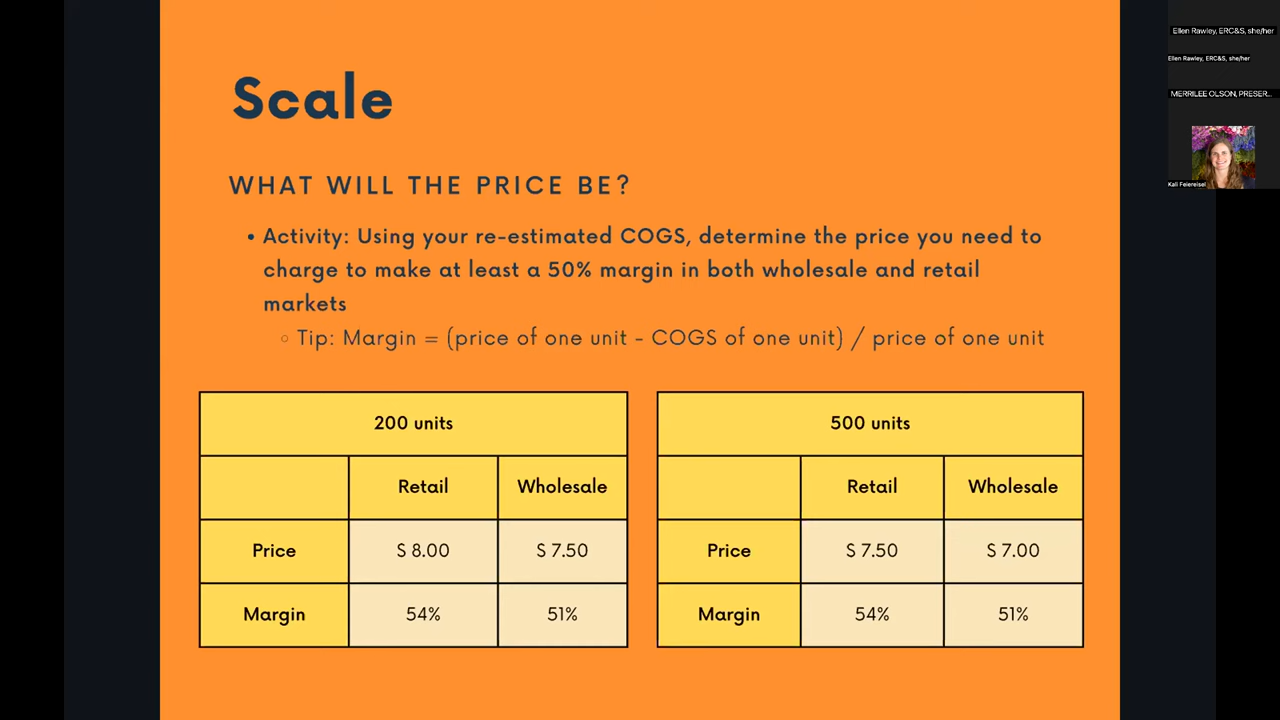 Scale
WHAT WILL THE PRICE BE?
• Activity: Using your re-estimated COGS, determine the price you need to
charge to make at least a 50% margin in both wholesale and retail
markets
○ Tip: Margin = (price of one unit - COGS of one unit) / price of one unit
200 units
Retail Wholesale
Price $ 8.00 $ 7.50
Margin 54% 51%
500 units
Retail Wholesale
Price $ 7.50 $ 7.00
Margin 54% 51%
Ellen Rawley, ERC&S, she/her
Ellen Rawley, ERC&S, she/her
MERRILEE OLSON, PRESER...
Kali Feiereisel